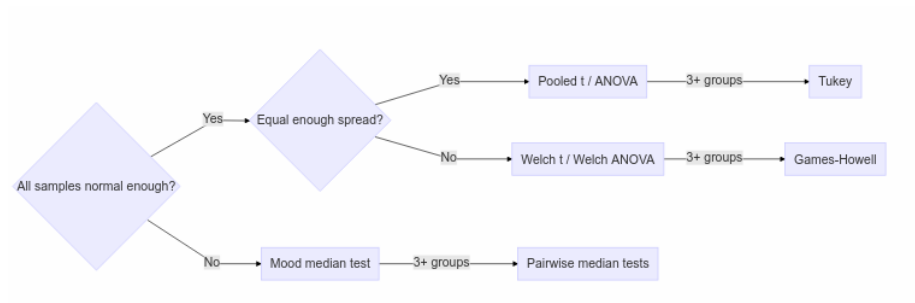 All samples normal enough?
Yes
Equal enough spread?
Yes
Pooled t / ANOVA
3+ groups
Tukey
No
Welch t / Welch ANOVA
3+ groups
Games-Howell
No
Mood median test
3+ groups
Pairwise median tests